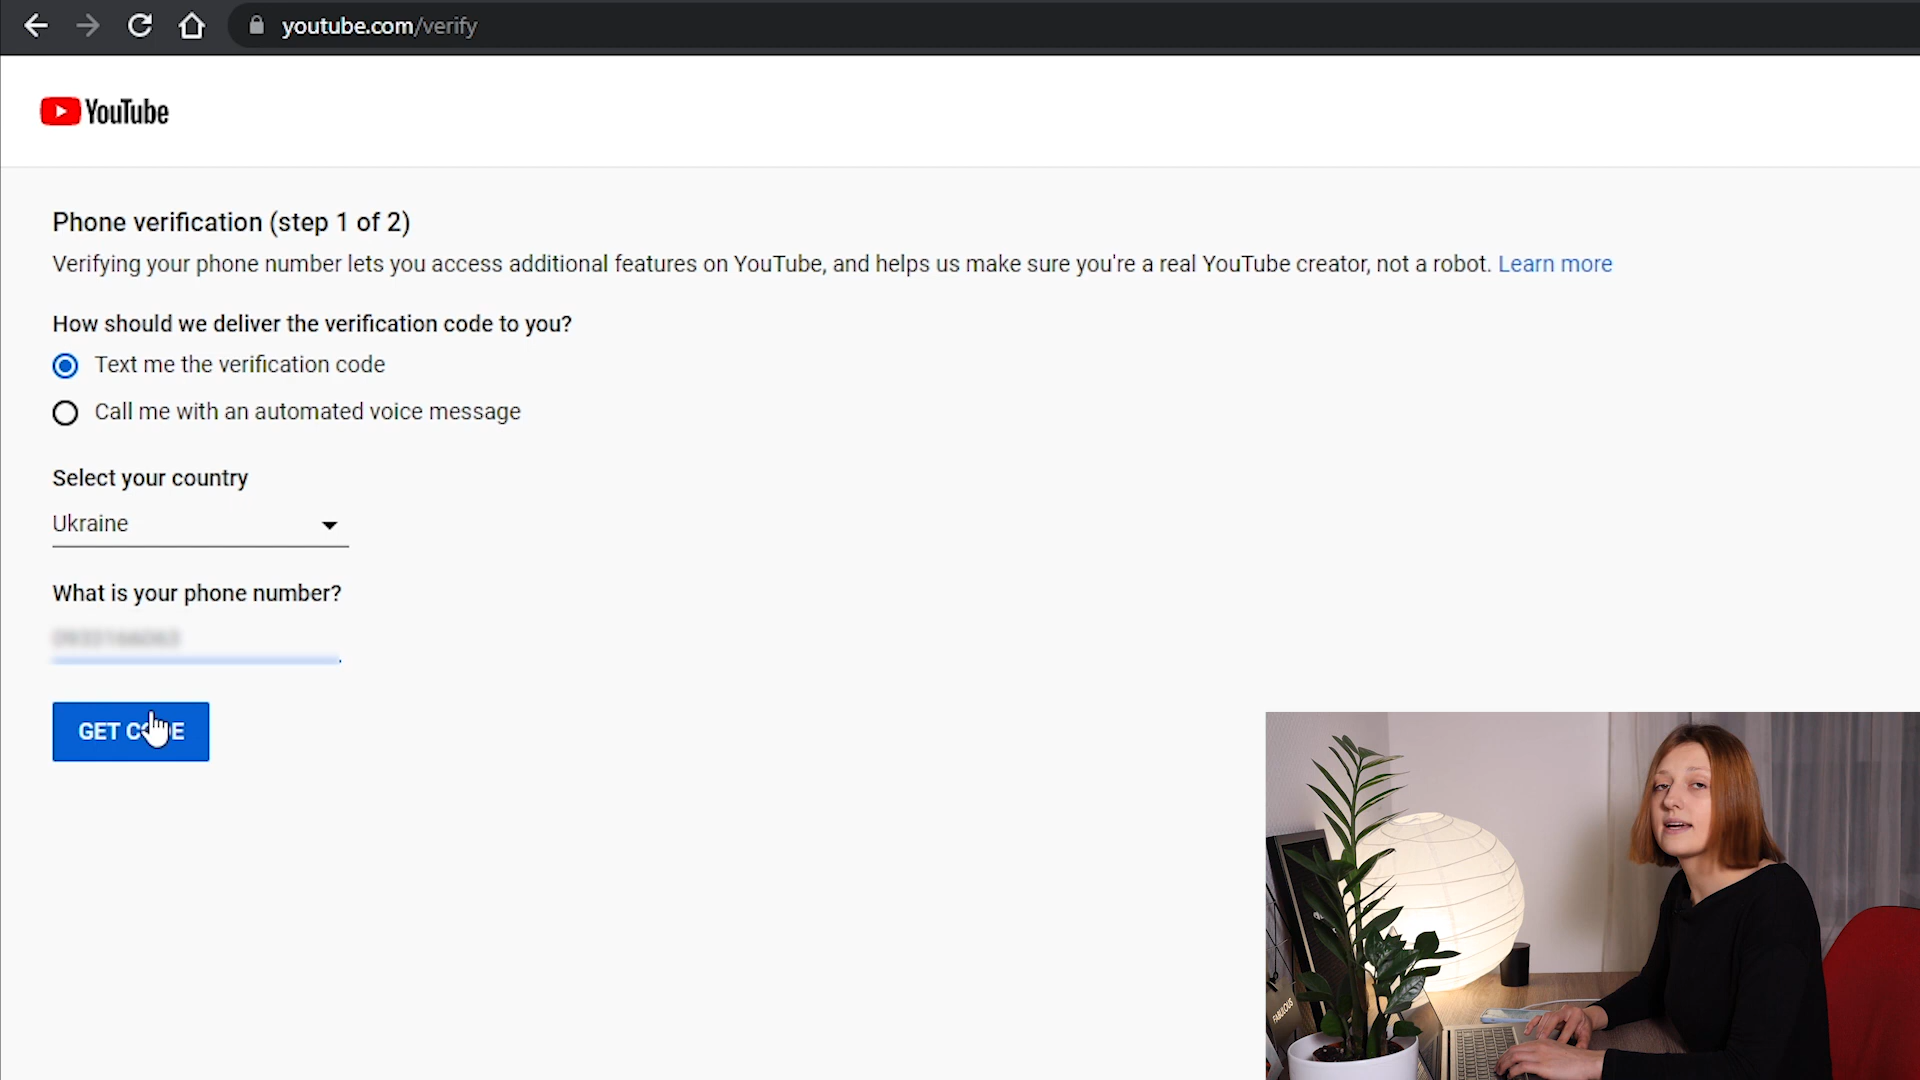 youtube.com/verify
YouTube
Phone verification (step 1 of 2)
Verifying your phone number lets you access additional features on YouTube, and helps us make sure you're a real YouTube creator, not a robot. Learn more
How should we deliver the verification code to you?
Text me the verification code
Call me with an automated voice message
Select your country
Ukraine
What is your phone number?
GET CODE
FABULOUS